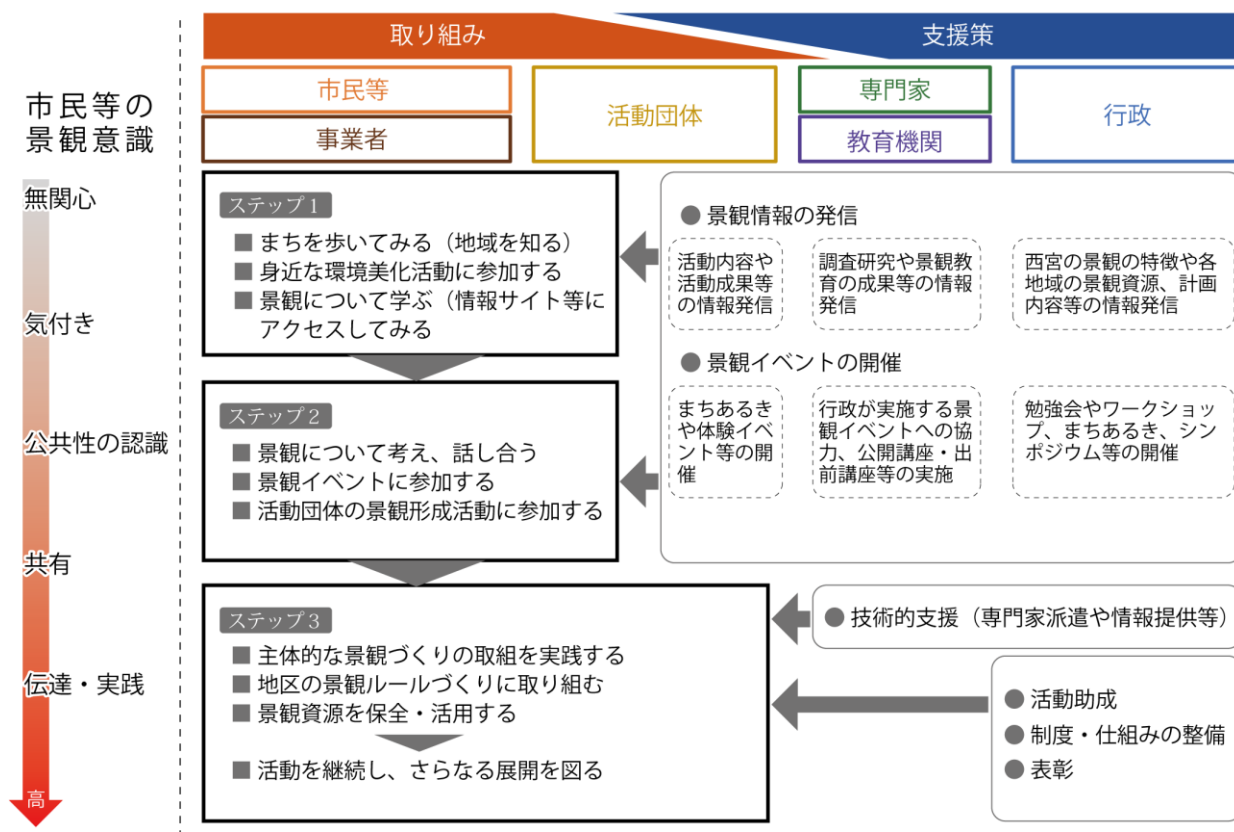 取り組み
支援策
市民等の
景観意識
市民等
事業者
活動団体
専門家
教育機関
行政
無関心
気付き
公共性の認識
共有
伝達・実践
高
ステップ1
■ まちを歩いてみる（地域を知る）
■ 身近な環境美化活動に参加する
■ 景観について学ぶ（情報サイト等に
アクセスしてみる
ステップ2
■ 景観について考え、話し合う
■ 景観イベントに参加する
■ 活動団体の景観形成活動に参加する
ステップ3
■ 主体的な景観づくりの取組を実践する
■ 地区の景観ルールづくりに取り組む
■ 景観資源を保全・活用する
■ 活動を継続し、さらなる展開を図る
● 景観情報の発信
活動内容や
活動成果等
の情報発信
調査研究や景観教
育の成果等の情報
発信
西宮の景観の特徴や各
地域の景観資源、計画
内容等の情報発信
● 景観イベントの開催
まちあるき
や体験イベ
ント等の開
催
行政が実施する景
観イベントへの協
力、公開講座・出
前講座等の実施
勉強会やワークショッ
プ、まちあるき、シン
ポジウム等の開催
● 技術的支援（専門家派遣や情報提供等）
● 活動助成
● 制度・仕組みの整備
● 表彰